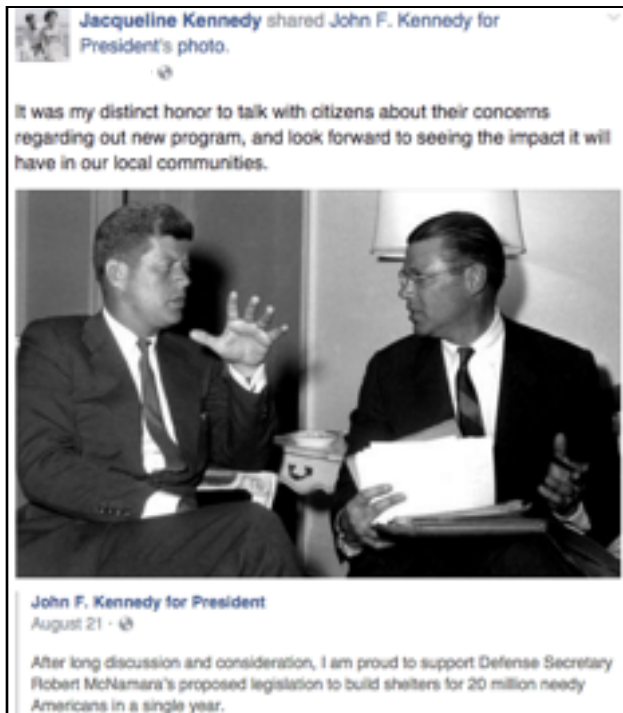 Jacqueline Kennedy shared John F. Kennedy for
President's photo.
It was my distinct honor to talk with citizens about their concerns
regarding out new program, and look forward to seeing the impact it will
have in our local communities.
John F. Kennedy for President
August 21 ·
After long discussion and consideration, I am proud to support Defense Secretary
Robert McNamara's proposed legislation to build shelters for 20 million needy
Americans in a single year.